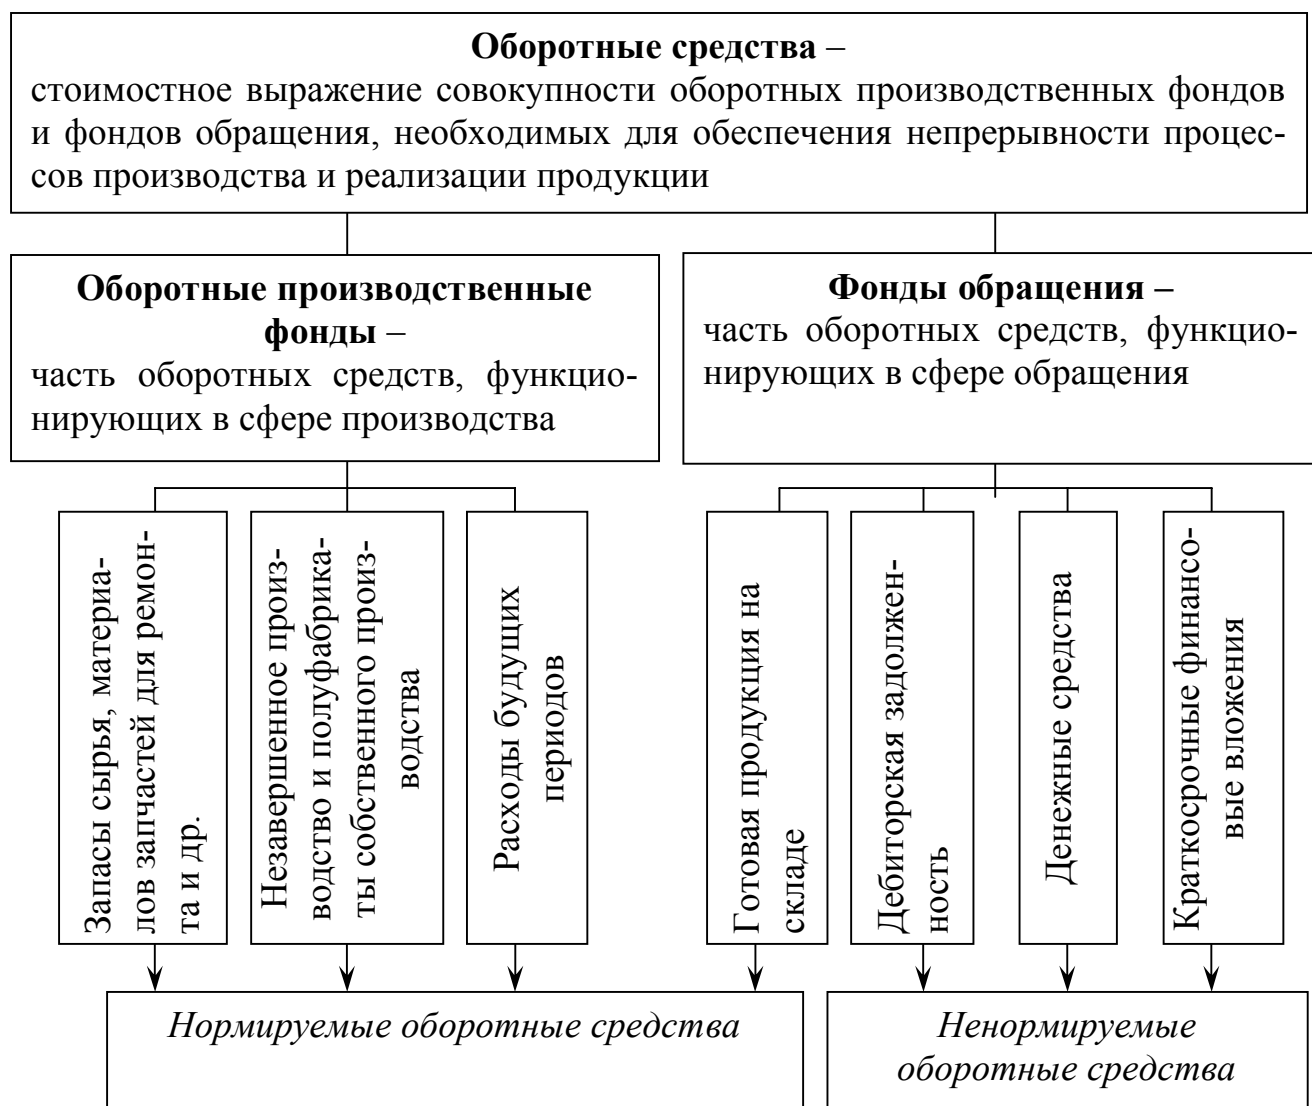 Оборотные средства –
стоимостное выражение совокупности оборотных производственных фондов
и фондов обращения, необходимых для обеспечения непрерывности процес-
сов производства и реализации продукции
Оборотные производственные
фонды –
часть оборотных средств, функцио-
нирующих в сфере производства
Фонды обращения –
часть оборотных средств, функцио-
нирующих в сфере обращения
Запасы сырья, материа-
лов запчастей для ремон-
та и др.
Незавершенное произ-
водство и полуфабрика-
ты собственного произ-
водства
Расходы будущих
периодов
Готовая продукция на
складе
Дебиторская задолжен-
ность
Денежные средства
Краткосрочные финансо-
вые вложения
Нормируемые оборотные средства
Ненормируемые
оборотные средства